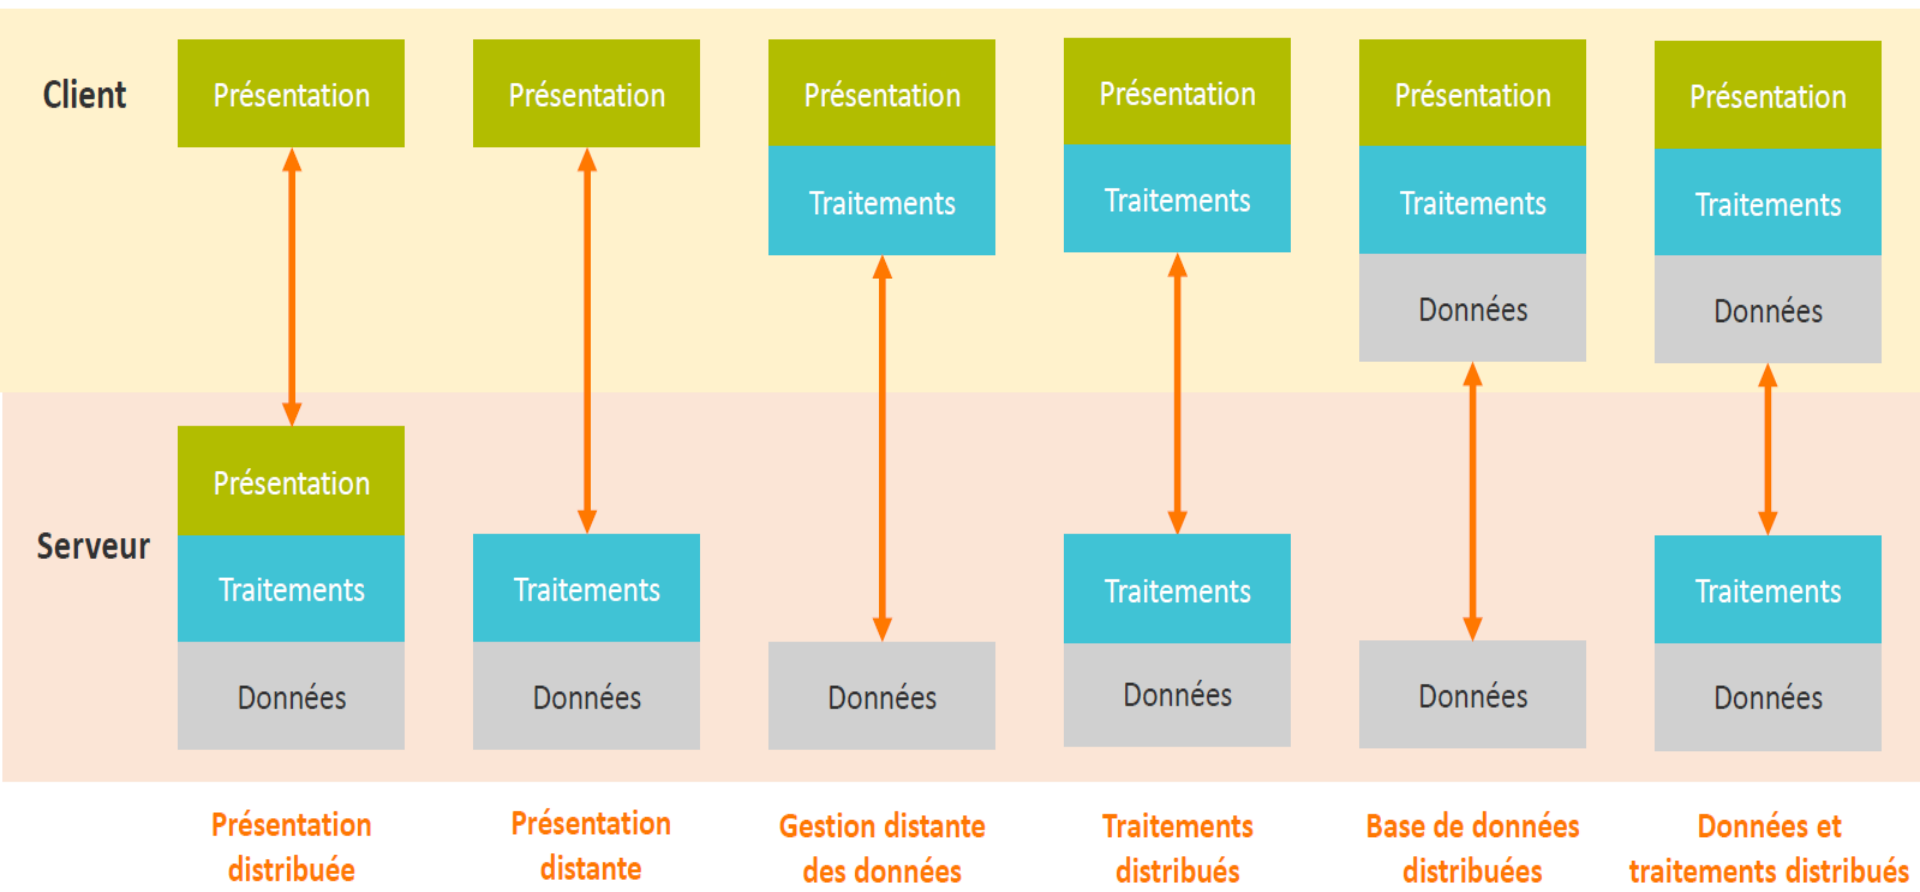 Client
Présentation
Présentation
Présentation
Présentation
Présentation
Présentation
Traitements
Traitements
Traitements
Traitements
Données
Données
Serveur
Présentation
Traitements
Traitements
Traitements
Traitements
Données
Données
Données
Données
Données
Données
Présentation
distribuée
Présentation
distante
Gestion distante
des données
Traitements
distribués
Base de données
distribuées
Données et
traitements distribués